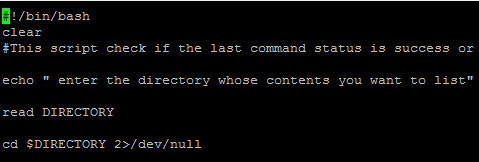 #!/bin/bash
clear
#This script check if the last command status is success or
echo " enter the directory whose contents you want to list"
read DIRECTORY
cd $DIRECTORY 2>/dev/null